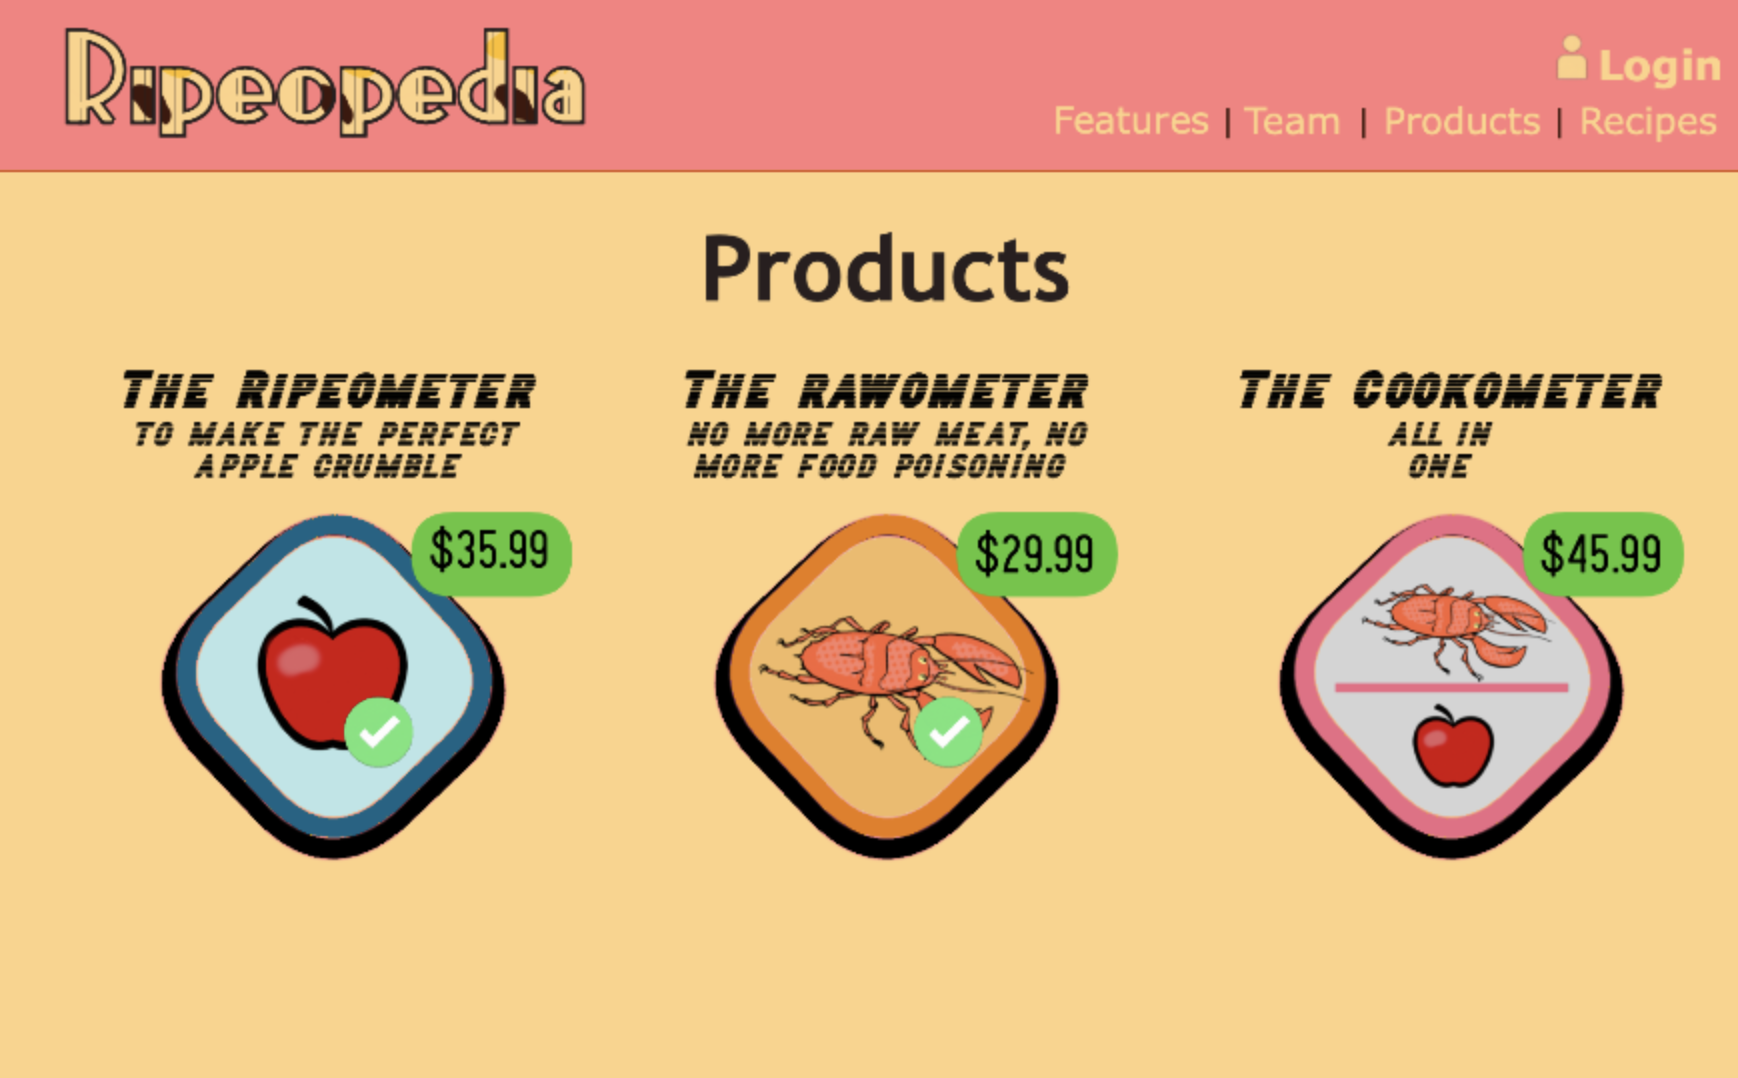 Ripeopedia
Login
Features | Team | Products | Recipes
Products
THE RIPEOMETER
TO MAKE THE PERFECT
APPLE CRUMBLE
$35.99
THE RAWOMETER
NO MORE RAW MEAT, NO
MORE FOOD POISONING
$29.99
THE COOKOMETER
ALL IN
ONE
$45.99